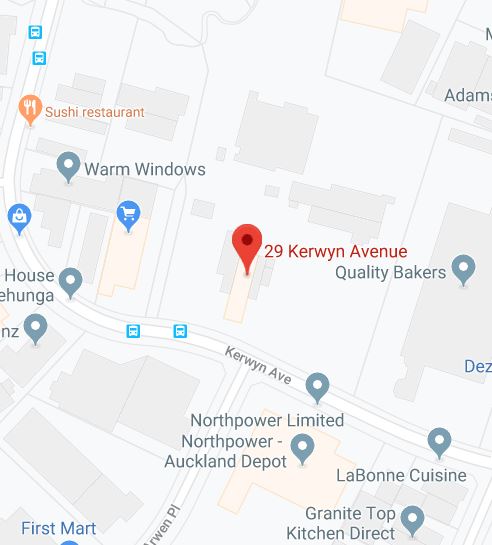 Adams
Sushi restaurant
Warm Windows
29 Kerwyn Avenue
House
ehunga
Quality Bakers
nz
Kerwyn Ave
Dez
Northpower Limited
Northpower -
Auckland Depot
LaBonne Cuisine
Granite Top
Kitchen Direct
First Mart
Arwen Pl